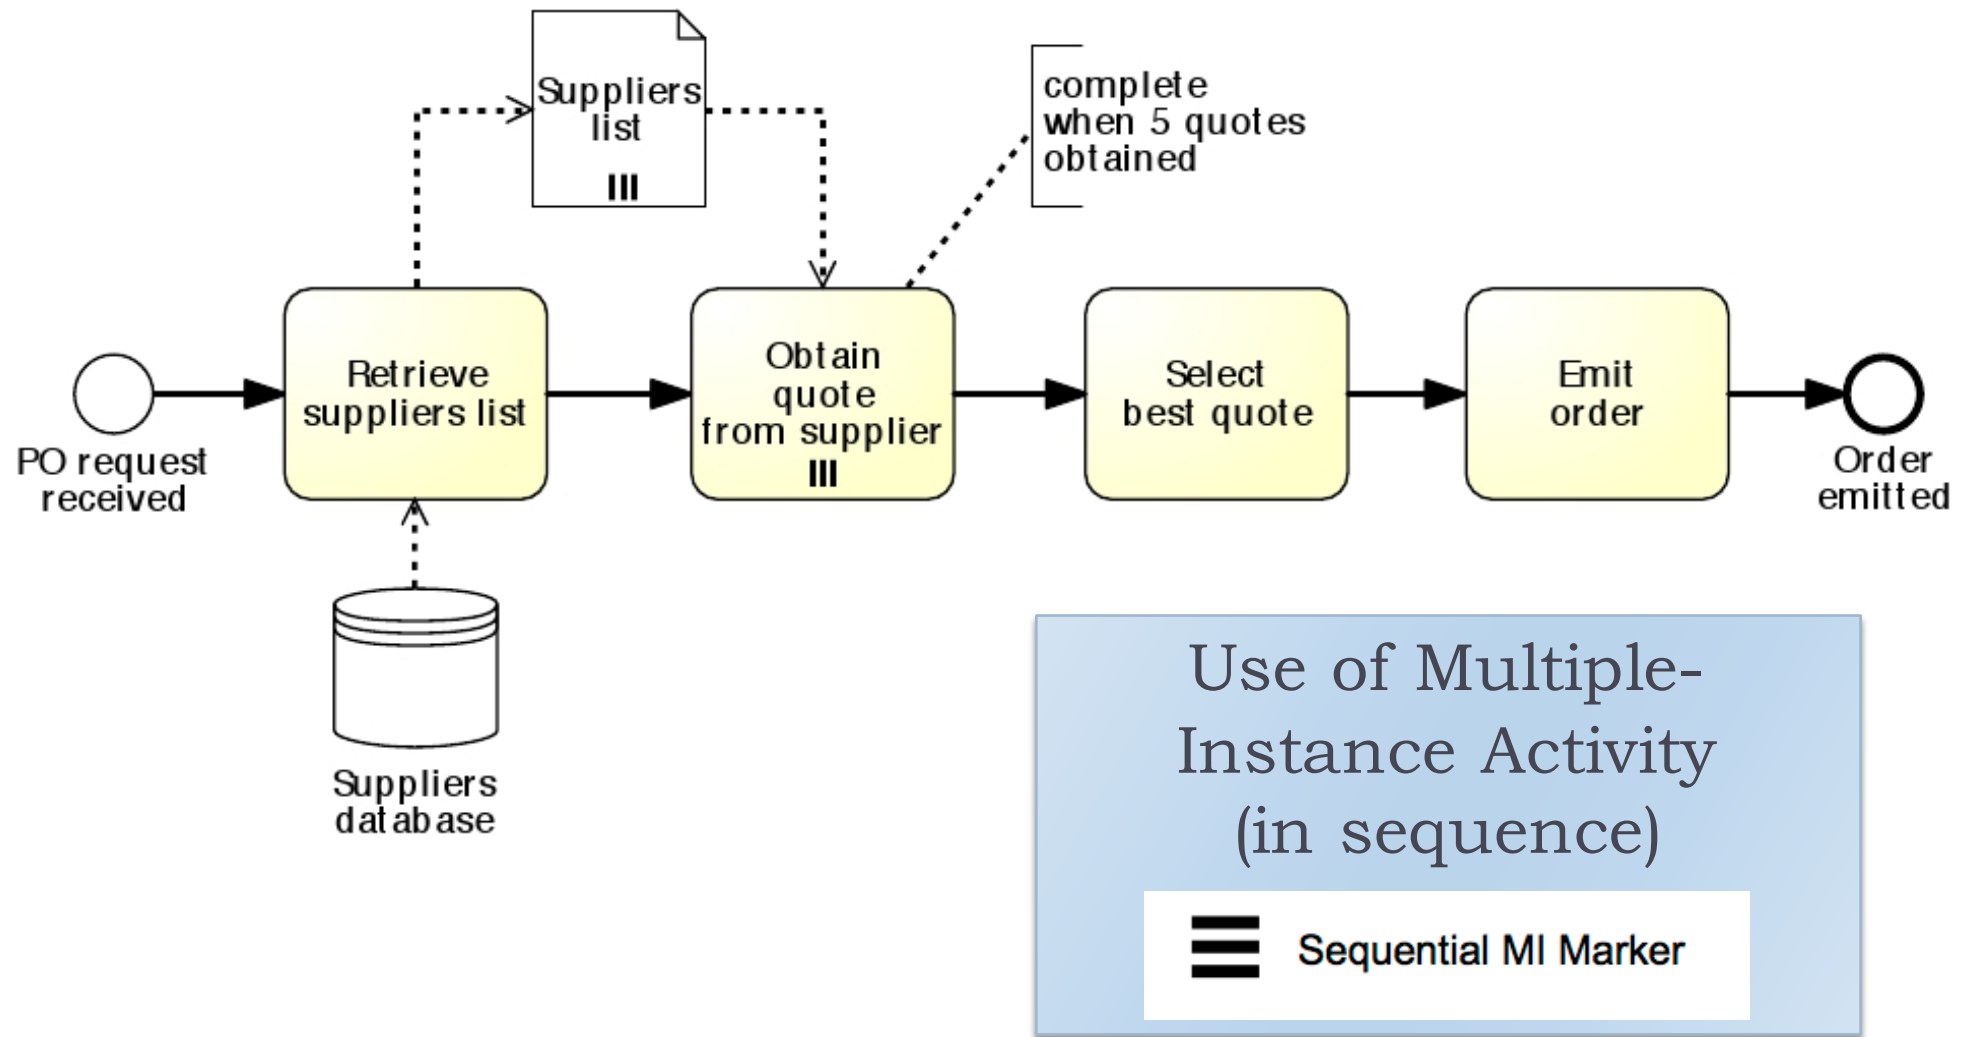 Suppliers
list
complete
when 5 quotes
obtained
PO request
received
Retrieve
suppliers list
Obtain
quote
from supplier
Select
best quote
Emit
order
Order
emitted
Suppliers
database
Use of Multiple-
Instance Activity
(in sequence)
Sequential MI Marker